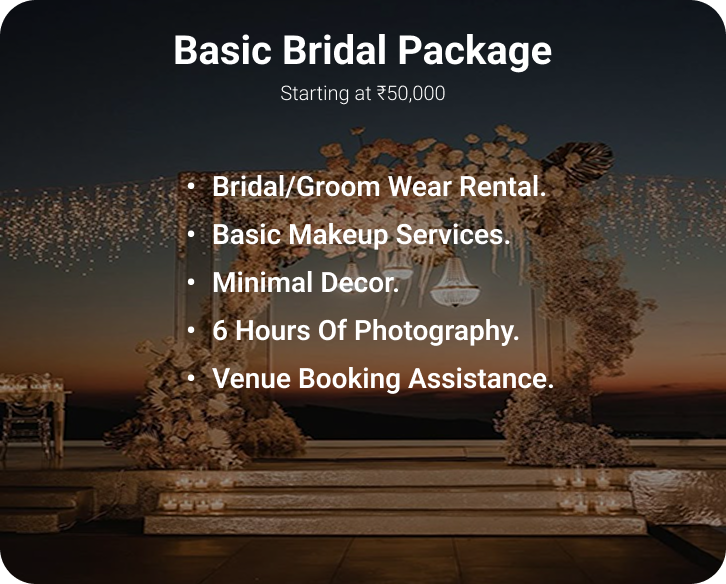 Basic Bridal Package
Starting at ₹50,000
• Bridal/Groom Wear Rental.
• Basic Makeup Services.
• Minimal Decor.
• 6 Hours Of Photography.
• Venue Booking Assistance.